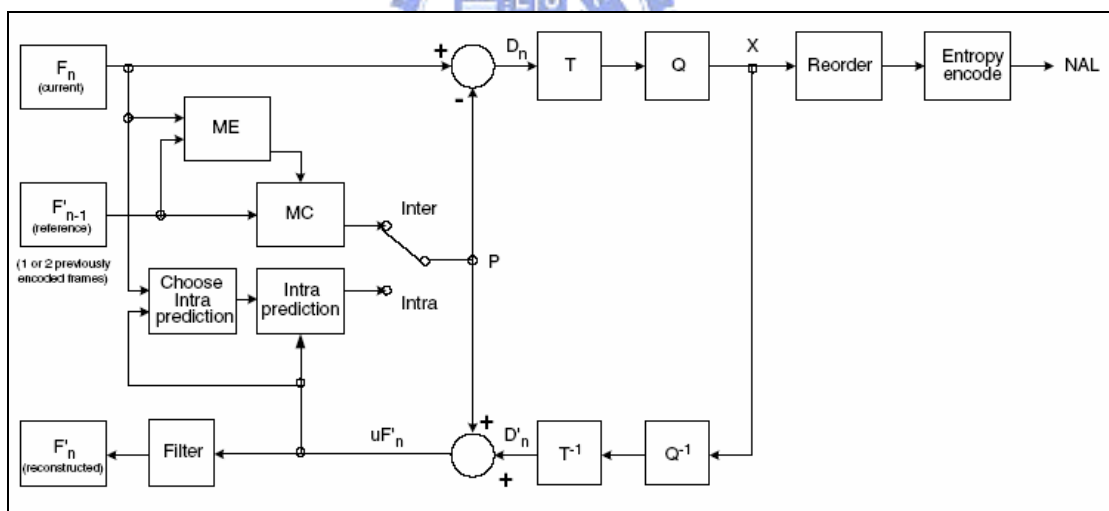 Fn
(current)
+
-
Dn
T
Q
X
Reorder
Entropy
encode
NAL
ME
F'n-1
(reference)
(1 or 2 previously
encoded frames)
MC
Inter
P
Choose
Intra
prediction
Intra
prediction
Intra
F'n
(reconstructed)
Filter
uF'n
+
+
D'n
T-1
Q-1